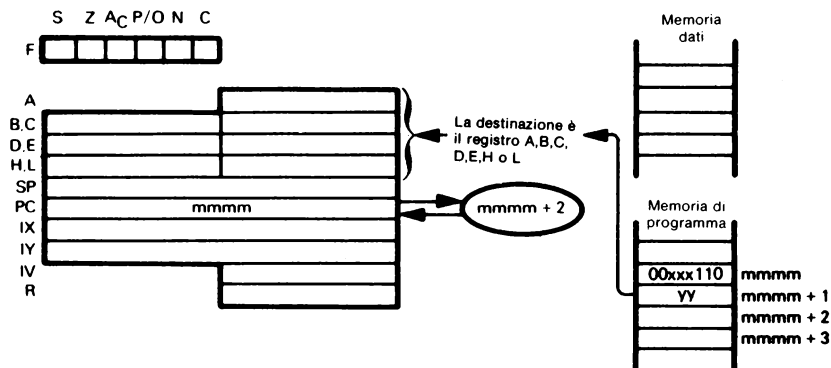 S Z AC P/O N C
F
A
B.C
D.E
H.L
SP
PC mmmm
IX
IY
IV
R
La destinazione è
il registro A,B,C,
D,E,H o L
mmmm + 2
Memoria
dati
Memoria di
programma
00xxx110 mmmm
yy mmmm + 1
mmmm + 2
mmmm + 3